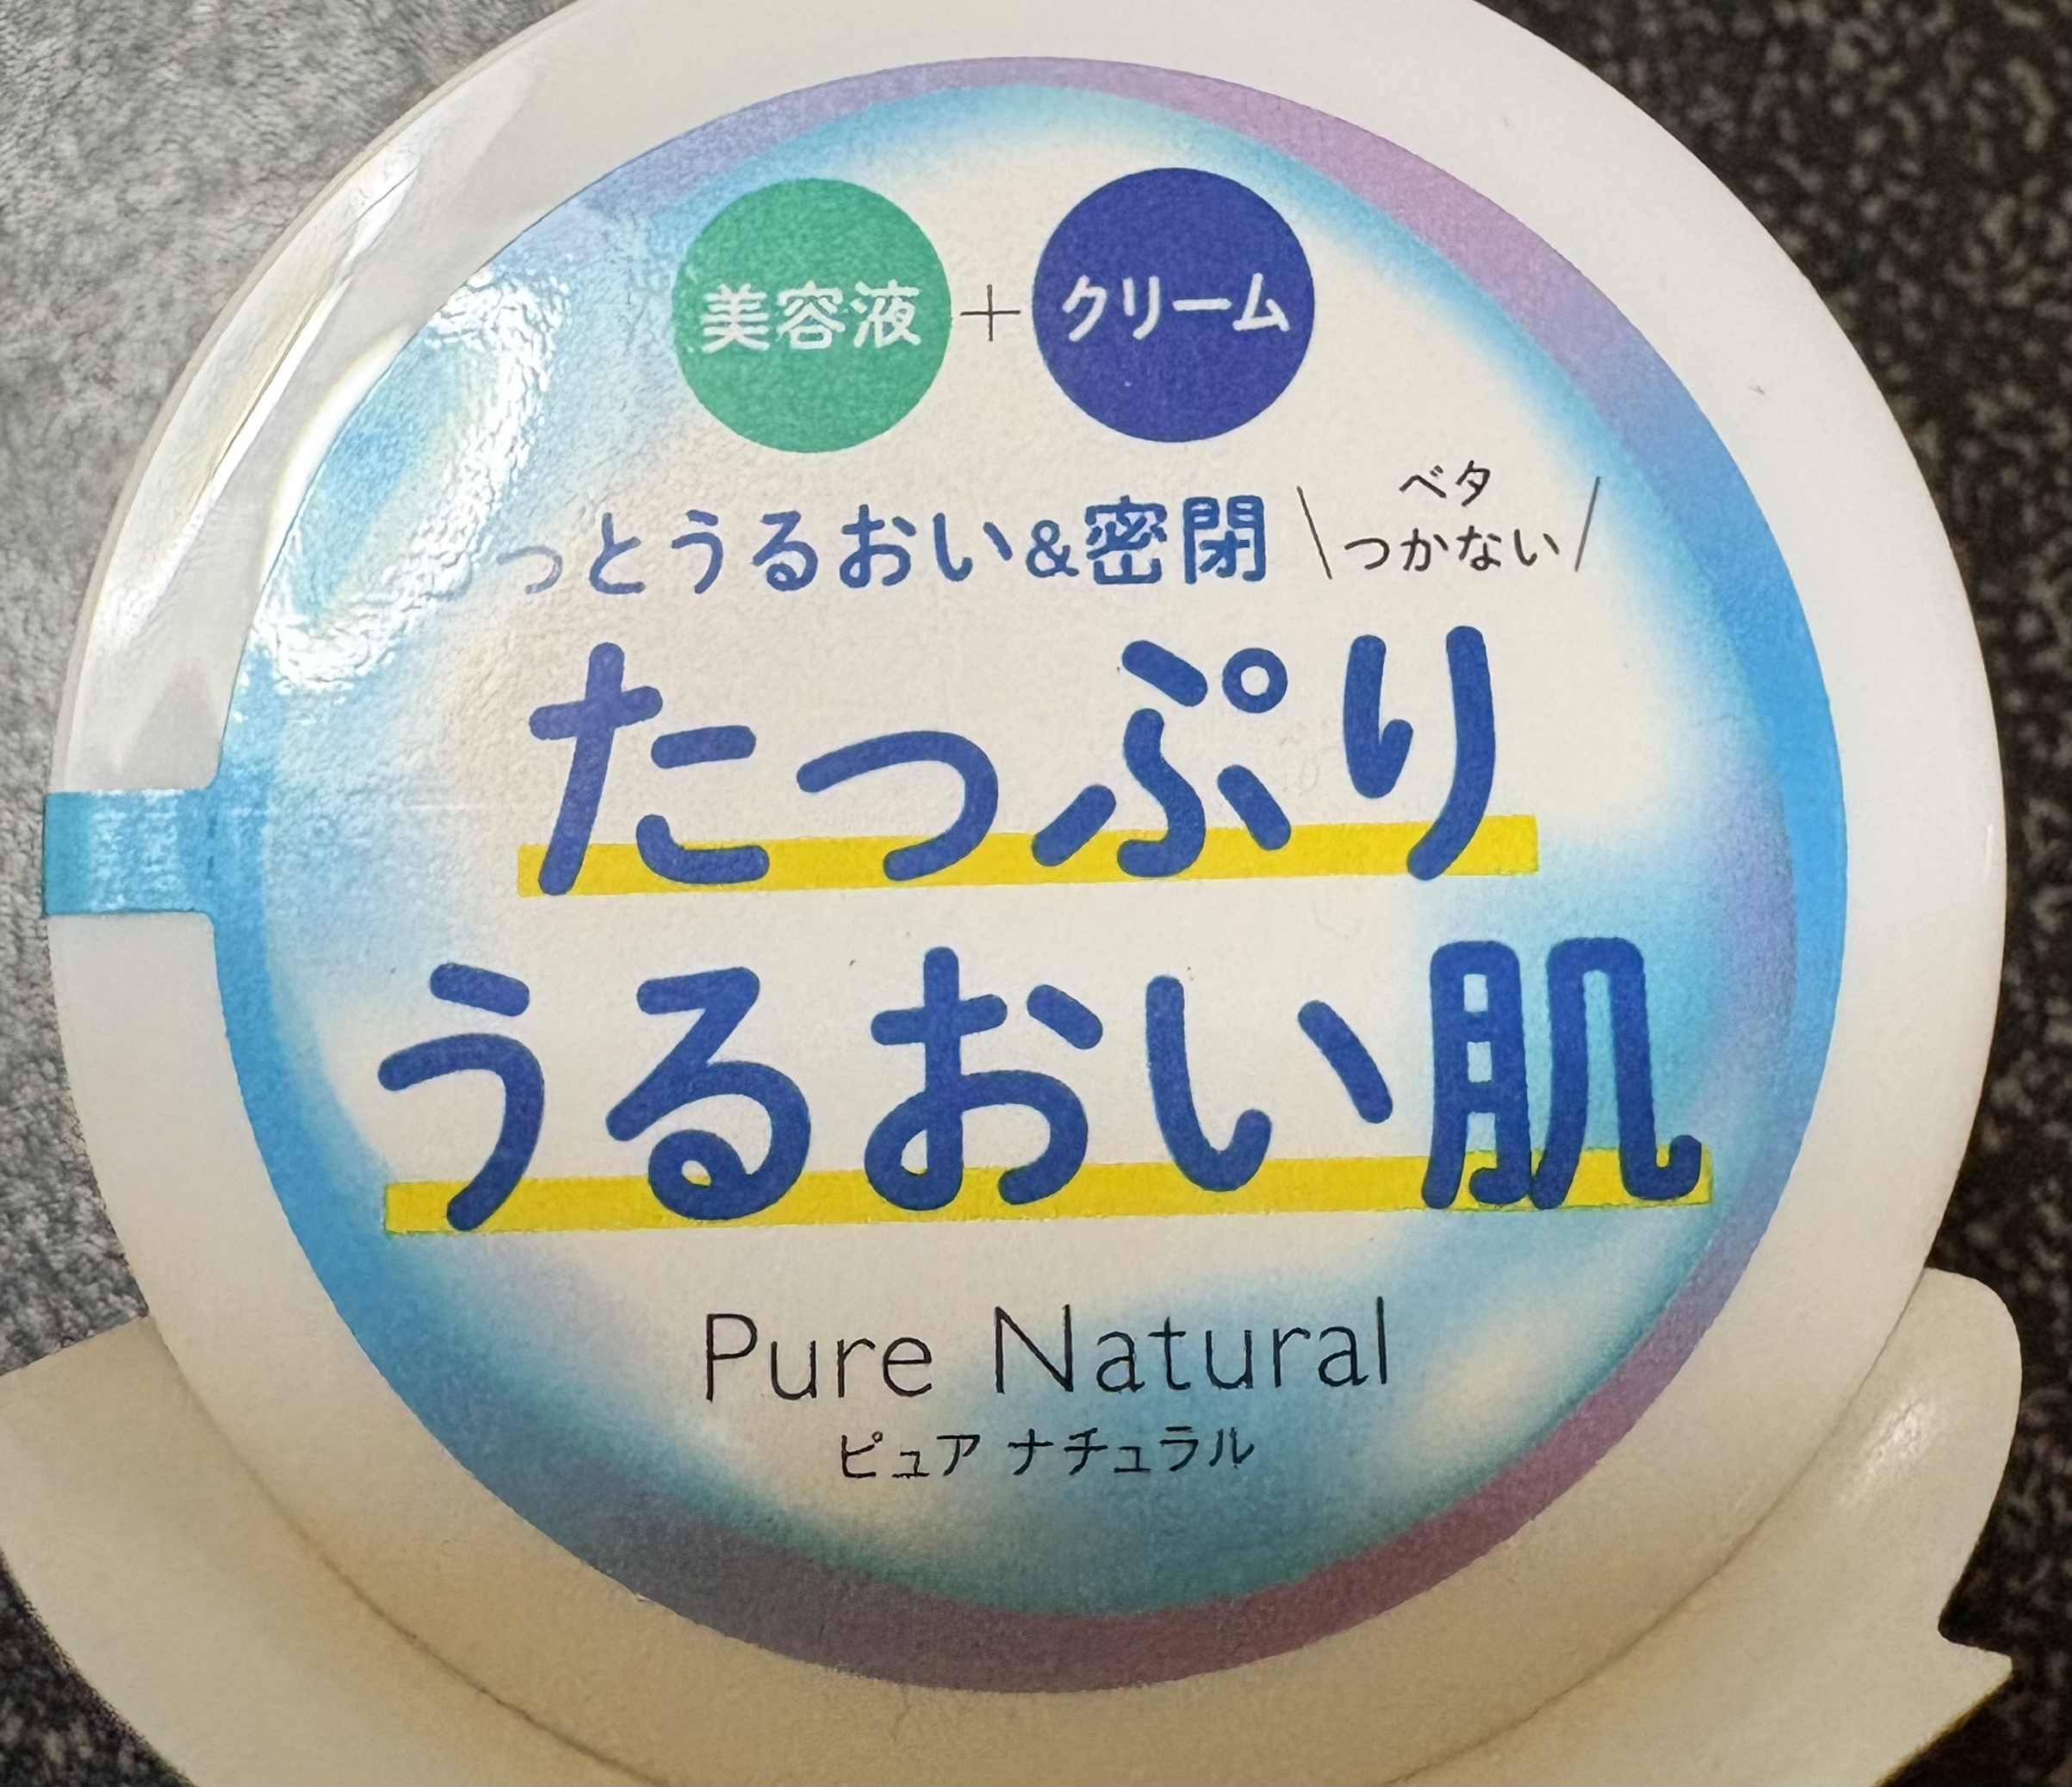 美容液+クリーム
っとうるおい&密閉
ベタ
つかない
たっぷり
うるおい肌
Pure Natural
ピュア ナチュラル